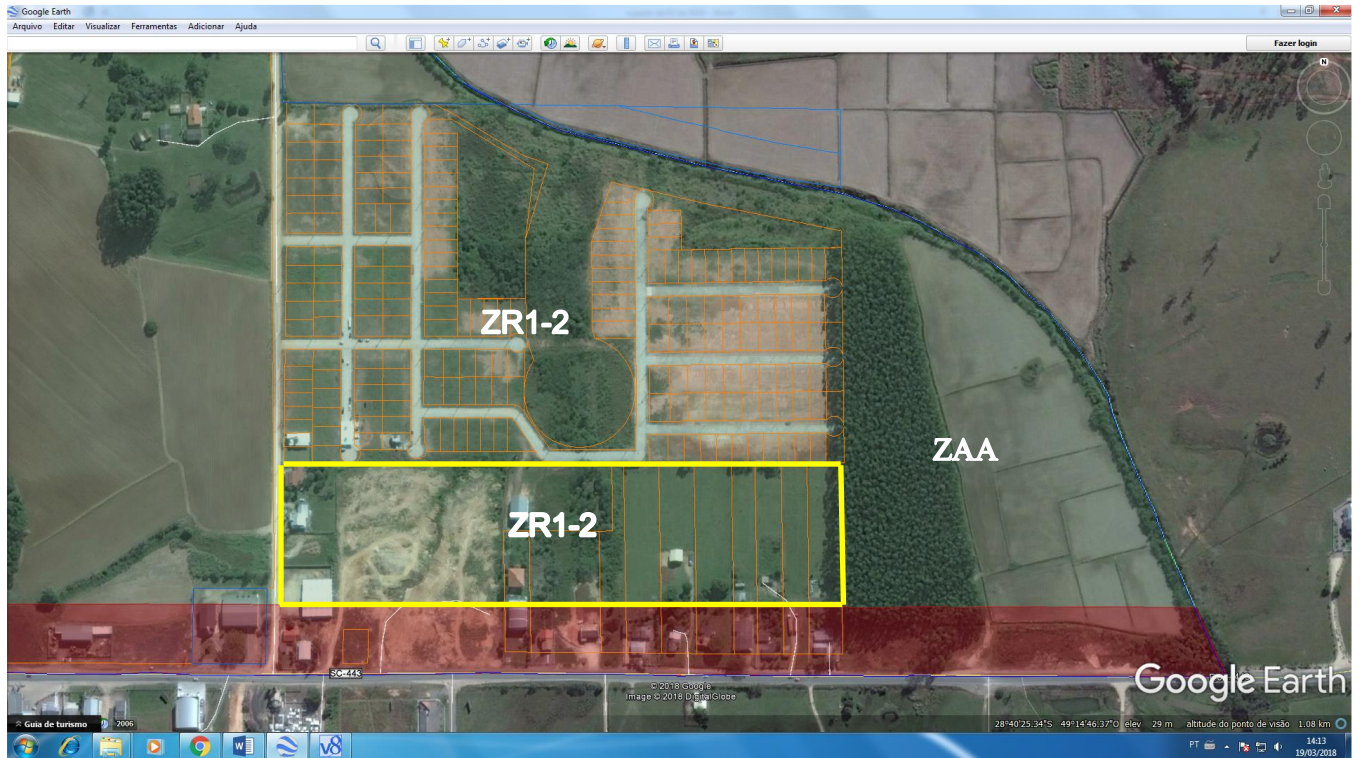 Google Earth
Arquivo Editar Visualizar Ferramentas Adicionar Ajuda
Fazer login
N
ZR1-2
ZAA
ZR1-2
SC-443
© 2018 Google
Image © 2018 DigitalGlobe
Google Earth
Guia de turismo 2006
28°40'25.34"S 49°14'46.37"O elev 29 m altitude do ponto de visão 1.08 km
PT
14:13
19/03/2018